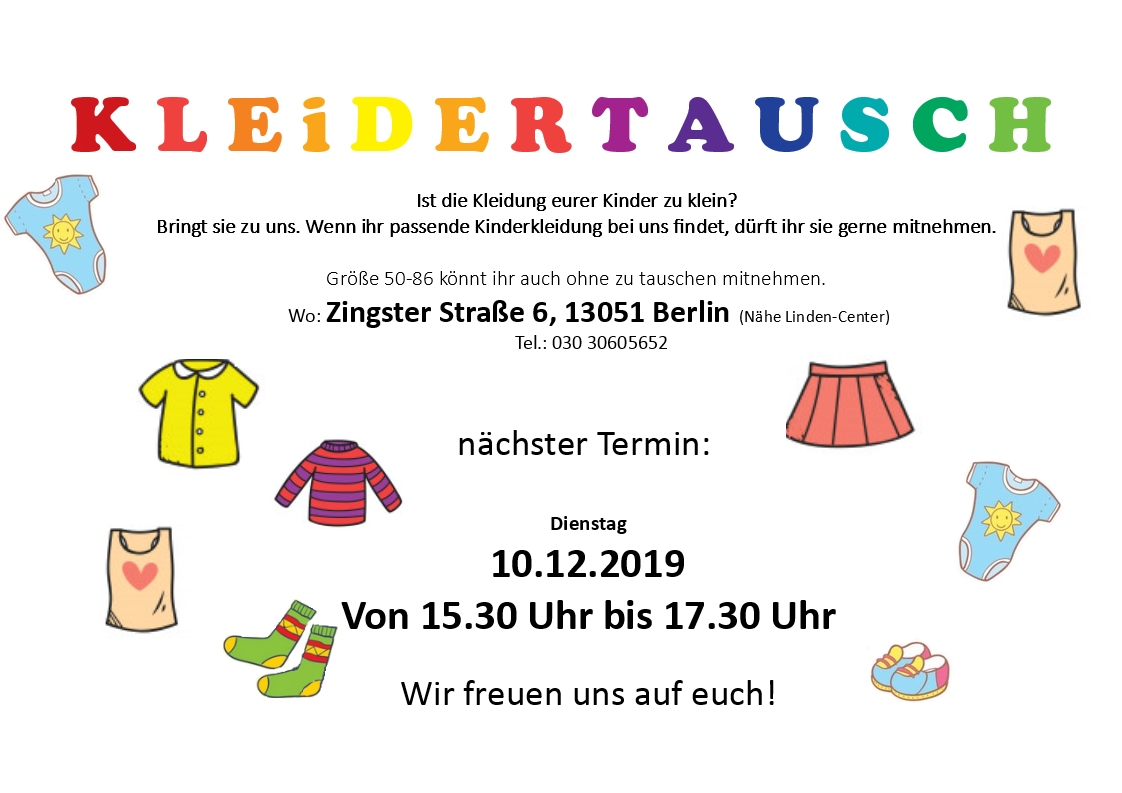 KLEiDERTAUSCH
Ist die Kleidung eurer Kinder zu klein?
Bringt sie zu uns. Wenn ihr passende Kinderkleidung bei uns findet, dürft ihr sie gerne mitnehmen.
Größe 50-86 könnt ihr auch ohne zu tauschen mitnehmen.
Wo: Zingster Straße 6, 13051 Berlin (Nähe Linden-Center)
Tel.: 030 30605652
nächster Termin:
Dienstag
10.12.2019
Von 15.30 Uhr bis 17.30 Uhr
Wir freuen uns auf euch!